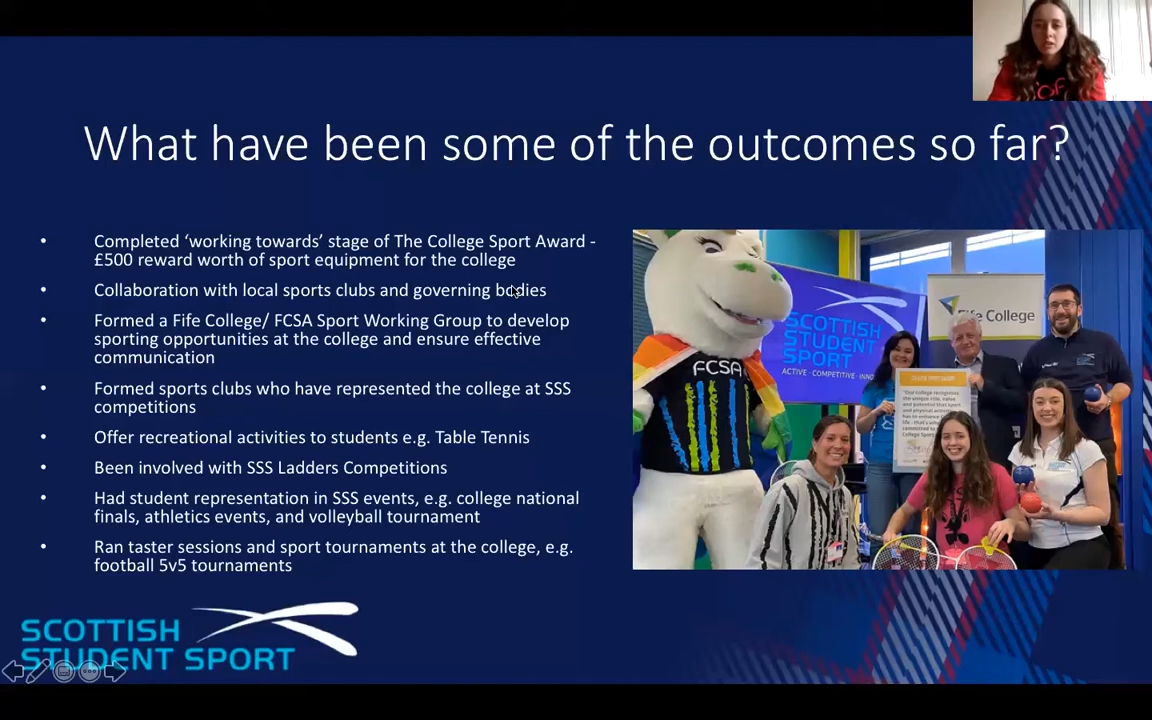 What have been some of the outcomes so far?
• Completed ‘working towards’ stage of The College Sport Award -
£500 reward worth of sport equipment for the college
• Collaboration with local sports clubs and governing bodies
• Formed a Fife College/ FCSA Sport Working Group to develop
sporting opportunities at the college and ensure effective
communication
• Formed sports clubs who have represented the college at SSS
competitions
• Offer recreational activities to students e.g. Table Tennis
• Been involved with SSS Ladders Competitions
• Had student representation in SSS events, e.g. college national
finals, athletics events, and volleyball tournament
• Ran taster sessions and sport tournaments at the college, e.g.
football 5v5 tournaments
SCOTTISH
STUDENT
SPORT
ACTIVE · COMPETITIVE
Fife College
FCSA
SCOTTISH
STUDENT SPORT